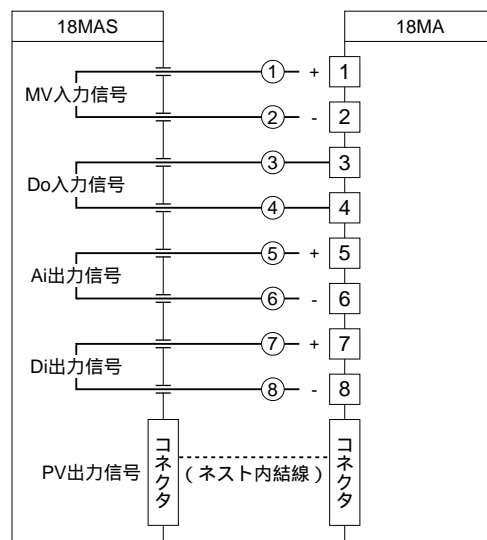 18MAS 18MA
MV入力信号
① + 1
② - 2
Do入力信号
③ 3
④ 4
Ai出力信号
⑤ + 5
⑥ - 6
Di出力信号
⑦ + 7
⑧ - 8
PV出力信号
コネクタ
(ネスト内結線)
コネクタ